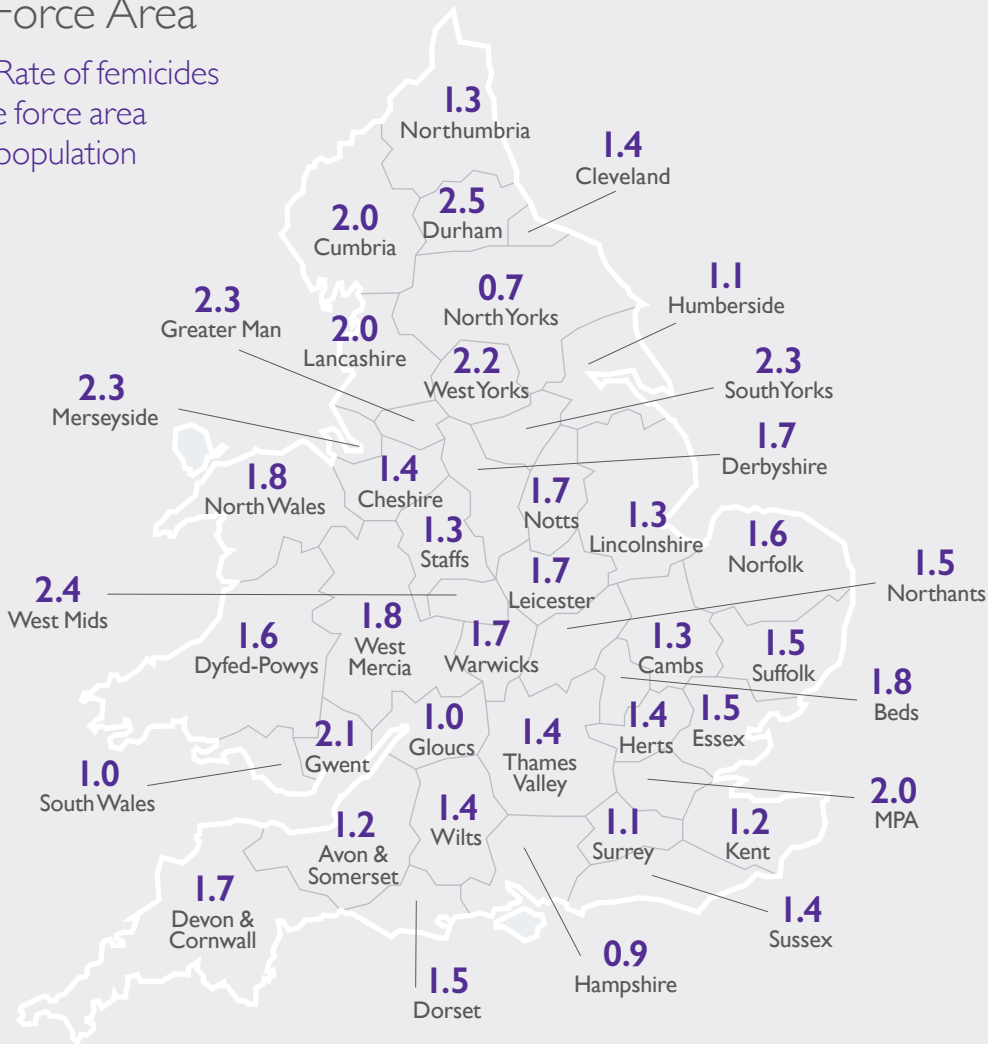 Force Area
Rate of femicides
e force area
population
1.3
Northumbria
1.4
Cleveland
2.5
Durham
2.0
Cumbria
0.7
North Yorks
1.1
Humberside
2.3
Greater Man
2.0
Lancashire
2.2
West Yorks
2.3
South Yorks
2.3
Merseyside
1.7
Derbyshire
1.8
North Wales
1.4
Cheshire
1.7
Notts
1.3
Lincolnshire
1.6
Norfolk
1.3
Staffs
1.7
Leicester
1.5
Northants
2.4
West Mids
1.6
Dyfed-Powys
1.8
West
Mercia
1.7
Warwicks
1.3
Cambs
1.5
Suffolk
1.8
Beds
2.1
Gwent
1.0
Gloucs
1.4
Thames
Valley
1.4
Herts
1.5
Essex
1.0
South Wales
2.0
MPA
1.2
Avon &
Somerset
1.4
Wilts
1.1
Surrey
1.2
Kent
1.7
Devon &
Cornwall
1.4
Sussex
0.9
Hampshire
1.5
Dorset